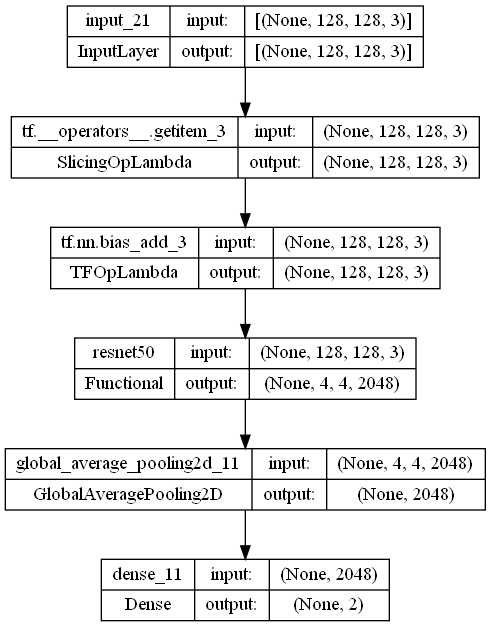 input_21 input: [(None, 128, 128, 3)]
InputLayer output: [(None, 128, 128, 3)]
tf.__operators__.getitem_3 input: (None, 128, 128, 3)
SlicingOpLambda output: (None, 128, 128, 3)
tf.nn.bias_add_3 input: (None, 128, 128, 3)
TFOpLambda output: (None, 128, 128, 3)
resnet50 input: (None, 128, 128, 3)
Functional output: (None, 4, 4, 2048)
global_average_pooling2d_11 input: (None, 4, 4, 2048)
GlobalAveragePooling2D output: (None, 2048)
dense_11 input: (None, 2048)
Dense output: (None, 2)